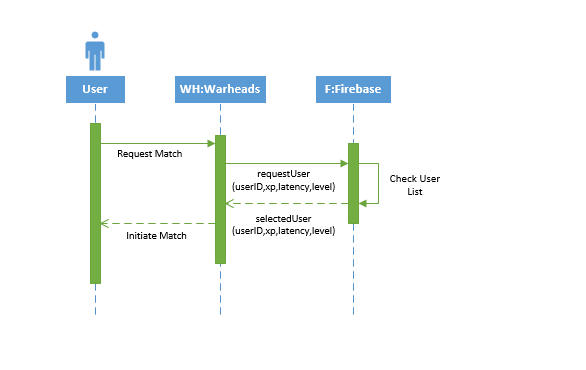 User
WH:Warheads
F:Firebase
Request Match
requestUser
(userID,xp,latency,level)
Check User
List
selectedUser
(userID,xp,latency,level)
Initiate Match